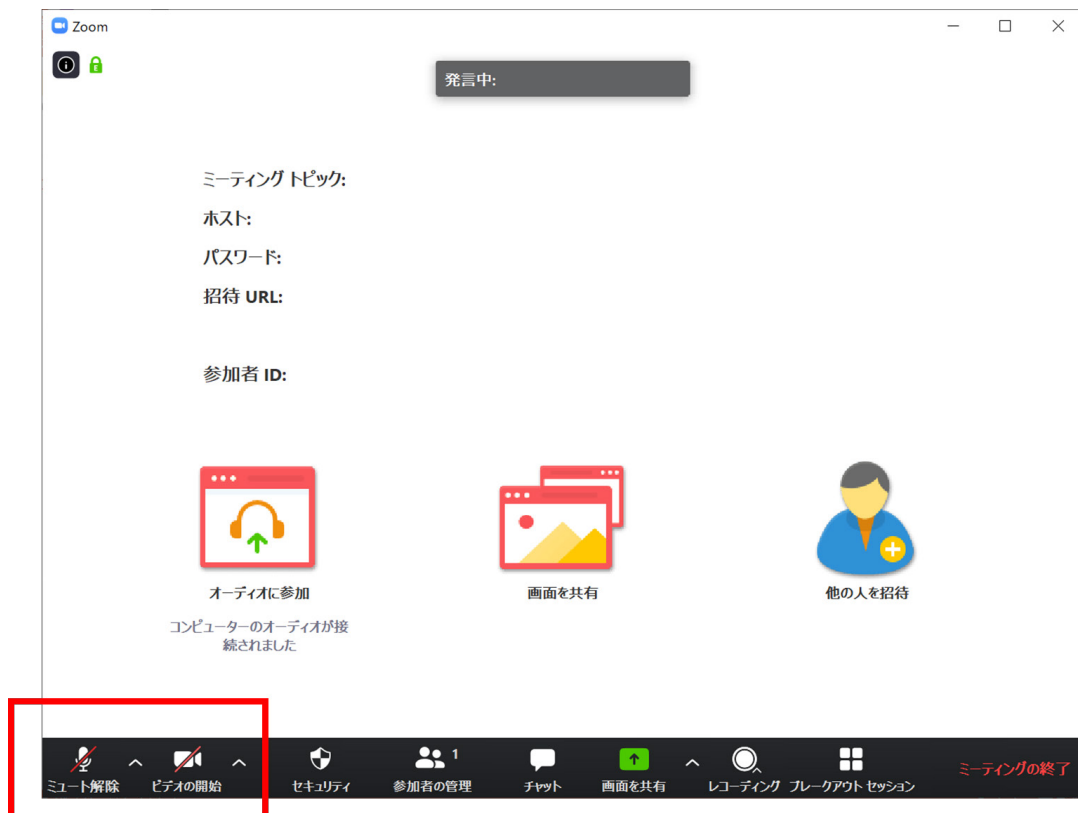 Zoom
発言中:
ミーティング トピック:
ホスト:
パスワード:
招待 URL:
参加者 ID:
オーディオに参加
画面を共有
他の人を招待
コンピューターのオーディオが接
続されました
1
ミュート解除
ビデオの開始
セキュリティ
参加者の管理
チャット
画面を共有
レコーディング
ブレークアウト セッション
ミーティングの終了